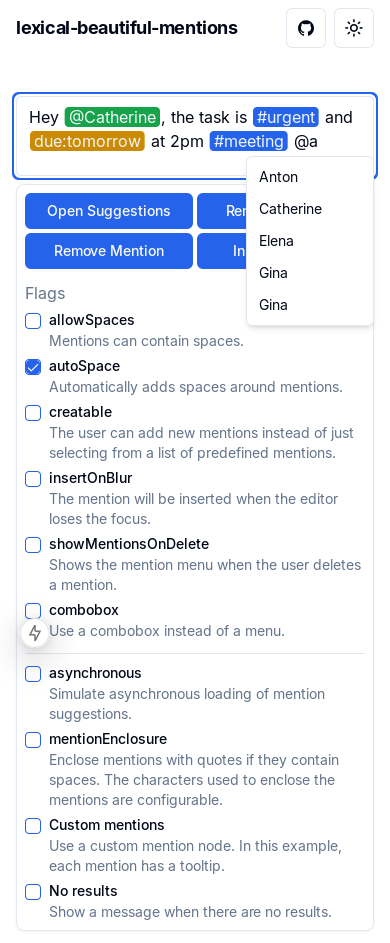 lexical-beautiful-mentions
Hey @Catherine, the task is #urgent and
due:tomorrow at 2pm #meeting @a
Anton
Catherine
Elena
Gina
Gina
Open Suggestions
Remove Mention
Flags
allowSpaces
Mentions can contain spaces.
autoSpace
Automatically adds spaces around mentions.
creatable
The user can add new mentions instead of just
selecting from a list of predefined mentions.
insertOnBlur
The mention will be inserted when the editor
loses the focus.
showMentionsOnDelete
Shows the mention menu when the user deletes
a mention.
combobox
Use a combobox instead of a menu.
asynchronous
Simulate asynchronous loading of mention
suggestions.
mentionEnclosure
Enclose mentions with quotes if they contain
spaces. The characters used to enclose the
mentions are configurable.
Custom mentions
Use a custom mention node. In this example,
each mention has a tooltip.
No results
Show a message when there are no results.